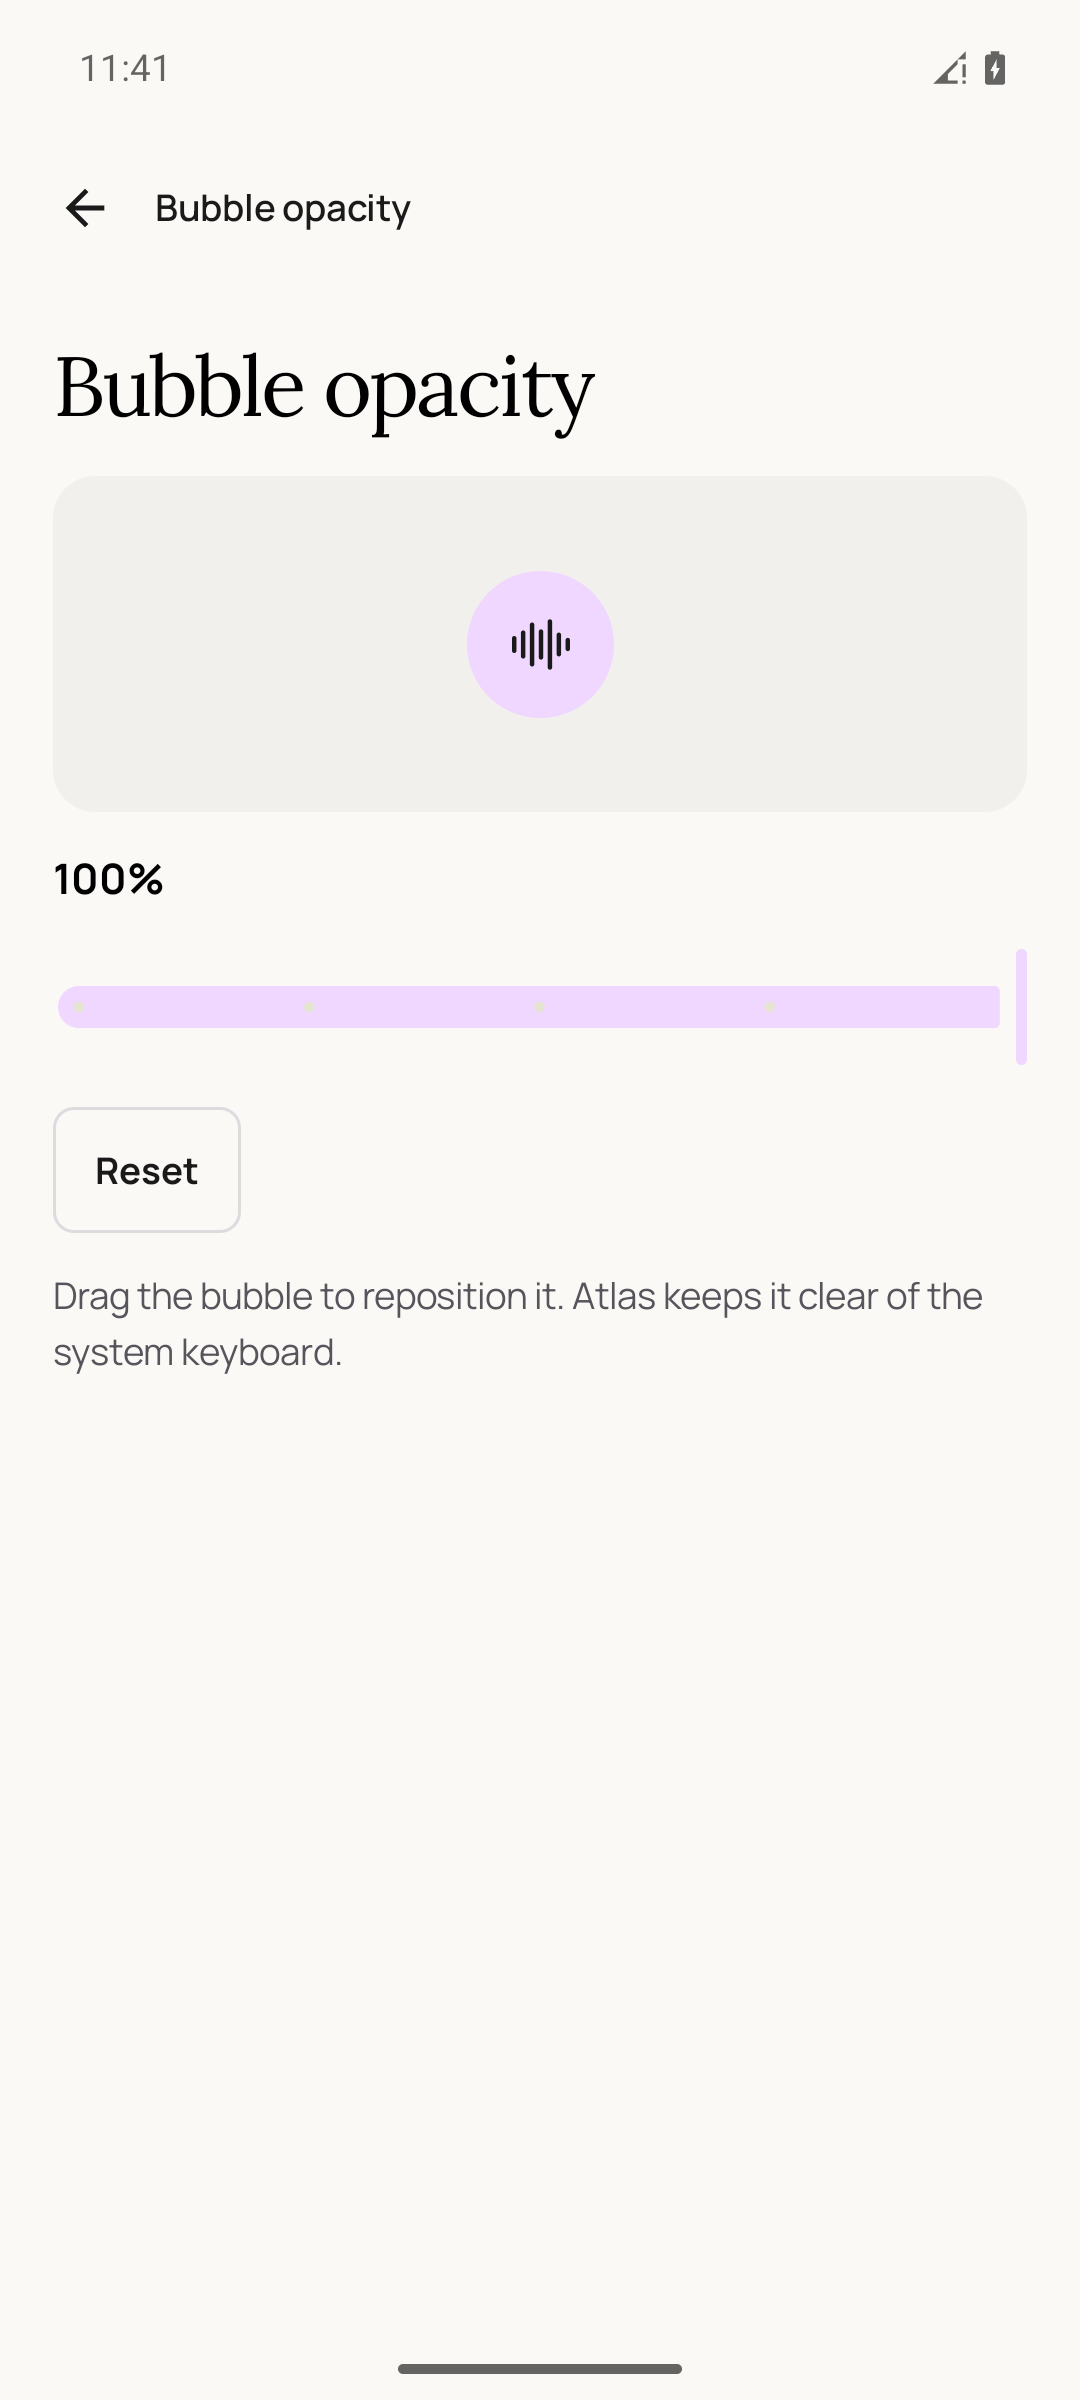 11:41
Bubble opacity
Bubble opacity
100%
Reset
Drag the bubble to reposition it. Atlas keeps it clear of the
system keyboard.